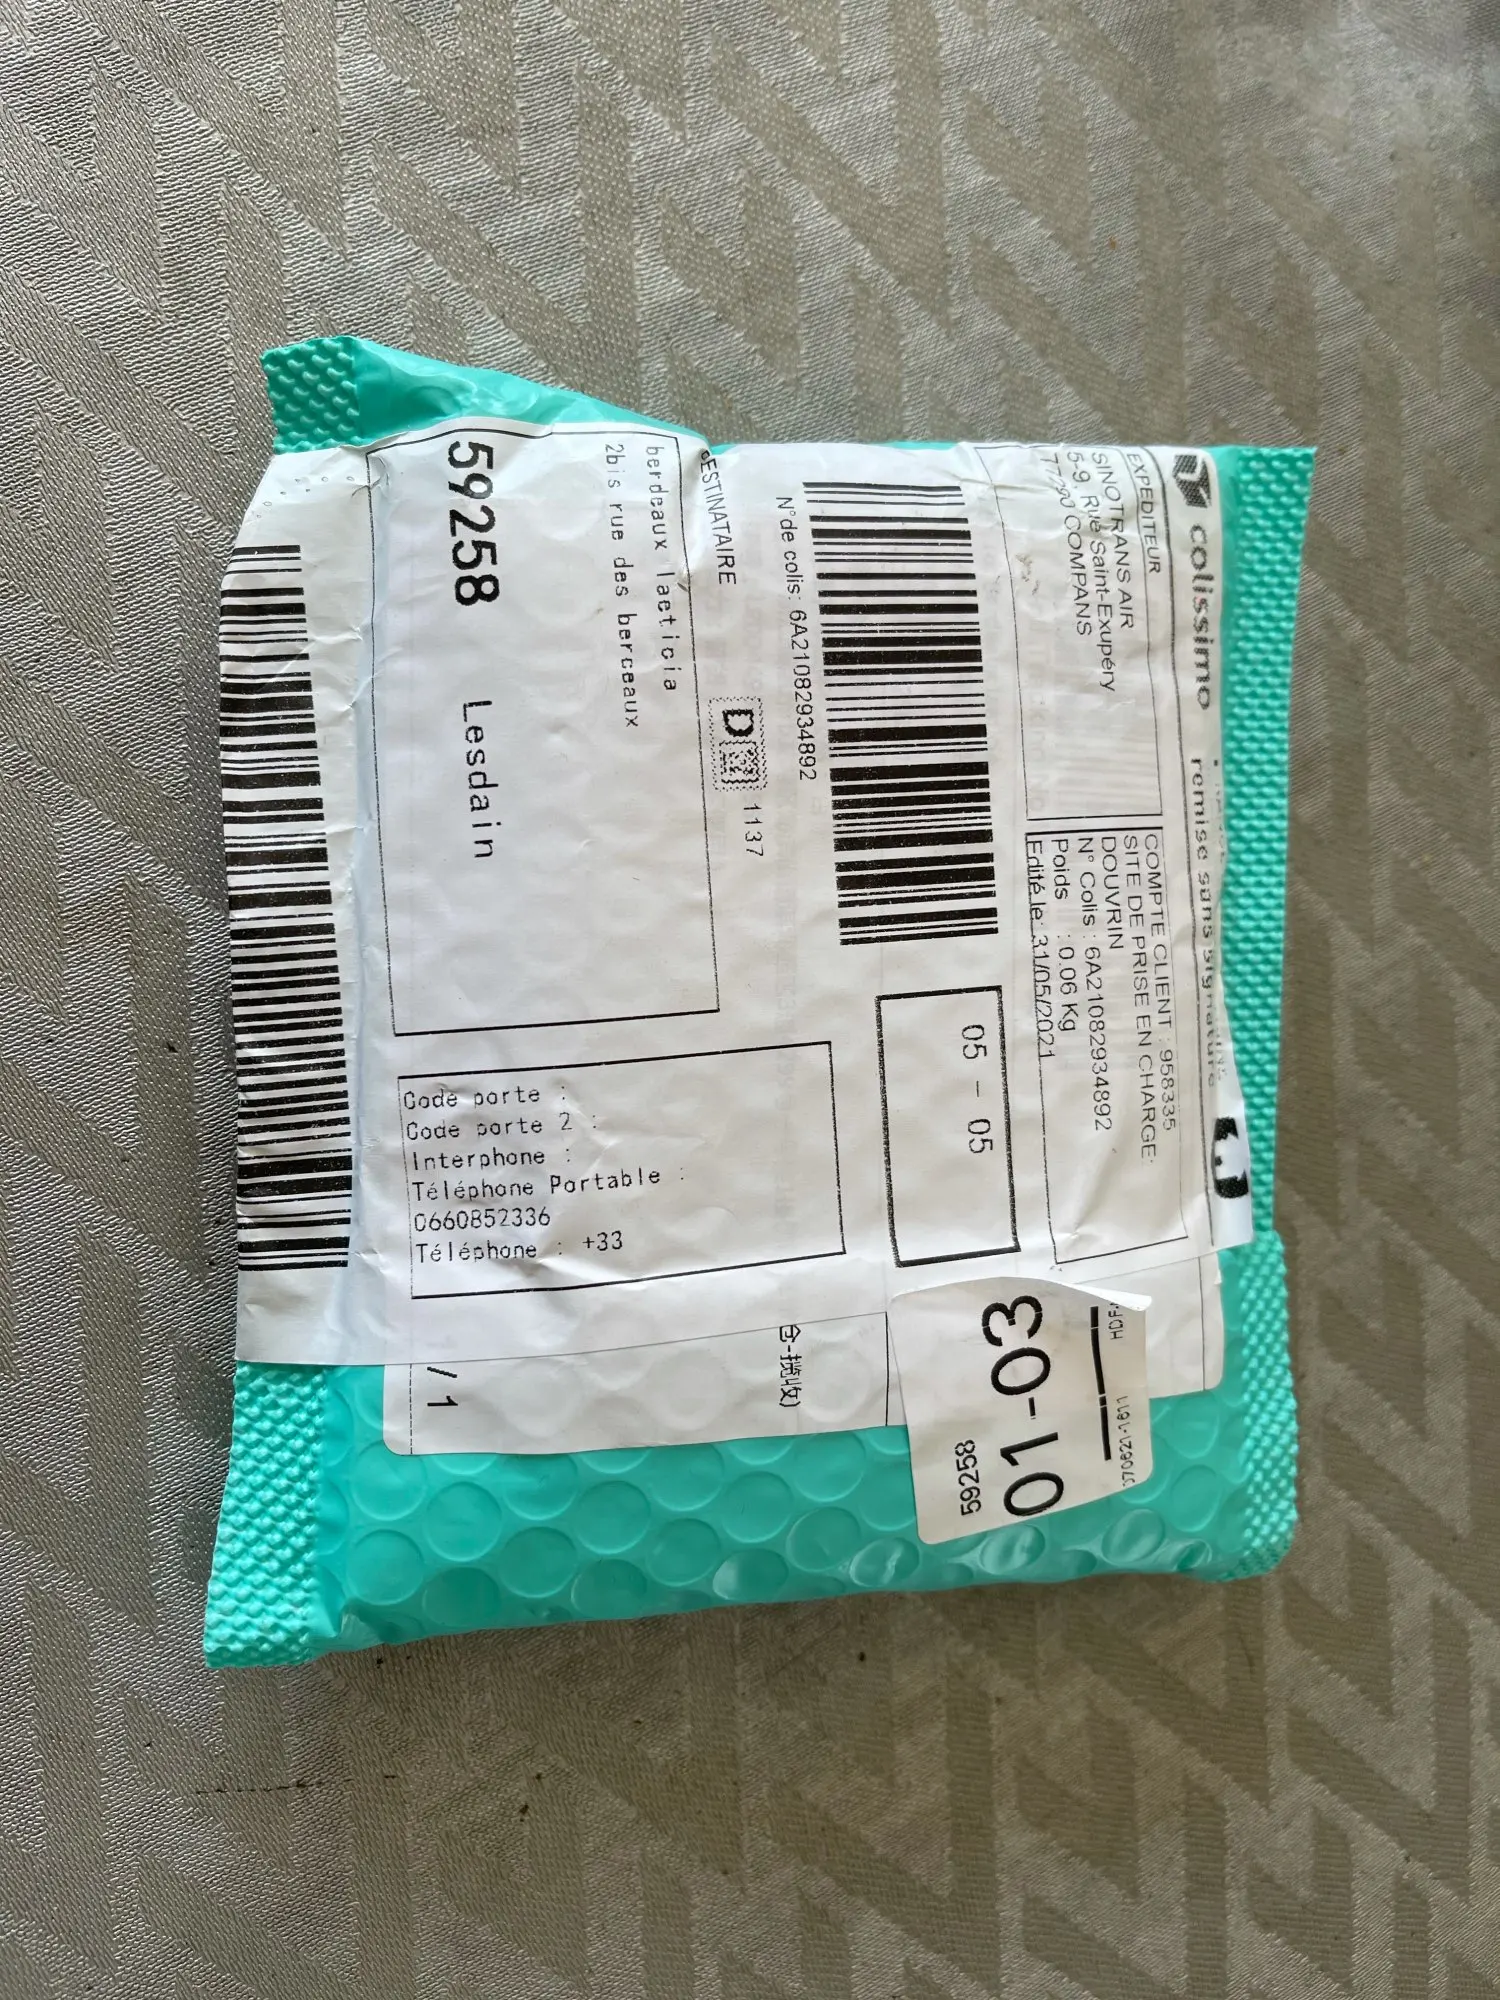 colissimo
remise sans signature
EXPEDITEUR
SINOTRANS AIR
5-9, Rue Saint-Exupéry
77290 COMPANS
COMPTE CLIENT : 958335
SITE DE PRISE EN CHARGE:
DOUVRIN
N° Colis : 6A21082934892
Poids : 0.06 Kg
Edité le : 31/05/2021
05 - 05
N°de colis: 6A21082934892
D 1137
DESTINATAIRE
berdeaux laeticia
2bis rue des berceaux
59258 Lesdain
Code porte :
Code porte 2 :
Interphone :
Téléphone Portable :
0660852336
Téléphone : +33
揽收)
/ 1
01-03
59258